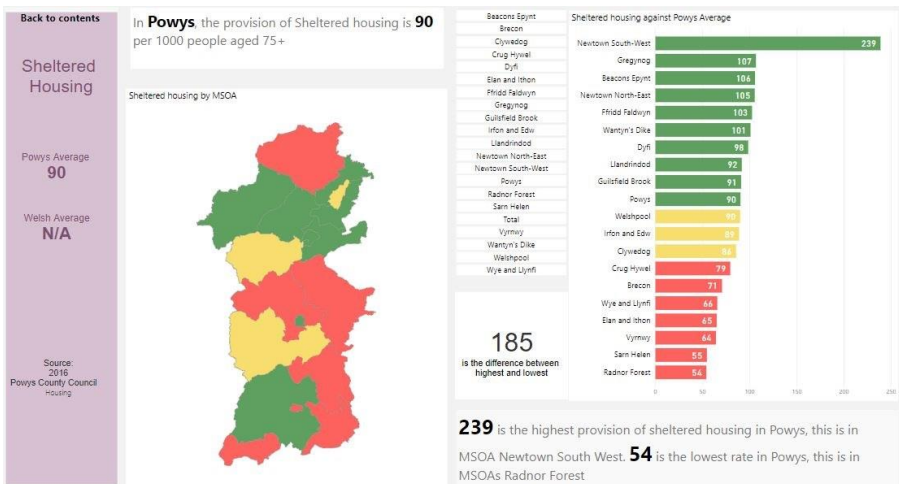 Back to contents
Sheltered
Housing
Powys Average
90
Welsh Average
N/A
Source:
2016
Powys County Council
Housing
In Powys, the provision of Sheltered housing is 90
per 1000 people aged 75+
Sheltered housing by MSOA
Beacons Epynt
Brecon
Clywedog
Crug Hywel
Dyfi
Elan and Ithon
Ffridd Faldwyn
Gregynog
Guilsfield Brook
Irfon and Edw
Llandrindod
Newtown North-East
Newtown South-West
Powys
Radnor Forest
Sarn Helen
Total
Vyrnwy
Wantyn's Dike
Welshpool
Wye and Llynfi
185
is the difference between
highest and lowest
Sheltered housing against Powys Average
Newtown South-West 239
Gregynog 107
Beacons Epynt 106
Newtown North-East 105
Ffridd Faldwyn 103
Wantyn's Dike 101
Dyfi 98
Llandrindod 92
Guilsfield Brook 91
Powys 90
Welshpool 90
Irfon and Edw 89
Clywedog
Crug Hywel 79
Brecon 71
Wye and Llynfi 66
Elan and Ithon 65
Vyrnwy 64
Sarn Helen 55
Radnor Forest 54
0 50 100 150 200 250
239 is the highest provision of sheltered housing in Powys, this is in
MSOA Newtown South West. 54 is the lowest rate in Powys, this is in
MSOAs Radnor Forest